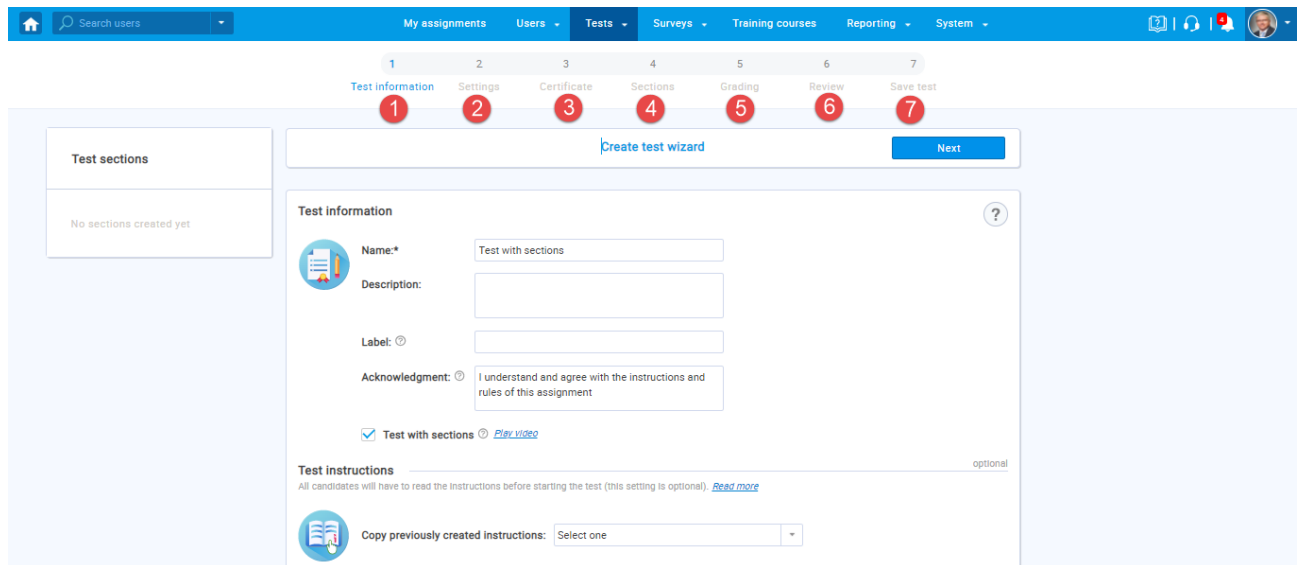 Search users My assignments Users Tests Surveys Training courses Reporting System 4
1 2 3 4 5 6 7
Test information Settings Certificate Sections Grading Review Save test
1 2 3 4 5 6 7
Test sections
Create test wizard Next
No sections created yet
Test information ?
Name:* Test with sections
Description:
Label: ?
Acknowledgment: ? I understand and agree with the instructions and
rules of this assignment
Test with sections ? Play video
Test instructions optional
All candidates will have to read the instructions before starting the test (this setting is optional). Read more
Copy previously created instructions: Select one